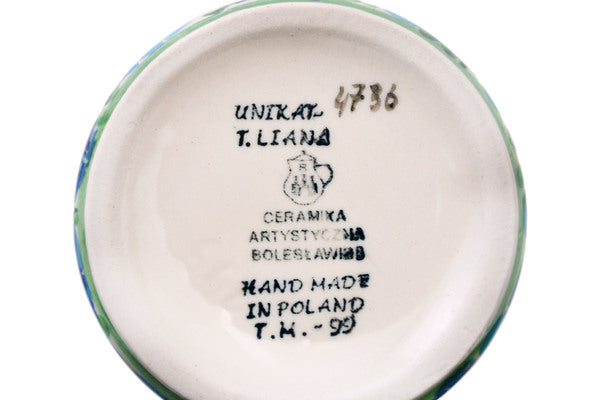 UNIKAT- 4736
T. LIANA
CERAMIKA
ARTYSTYCZNA
BOLESŁAWIEC
HAND MADE
IN POLAND
T.M. - 99